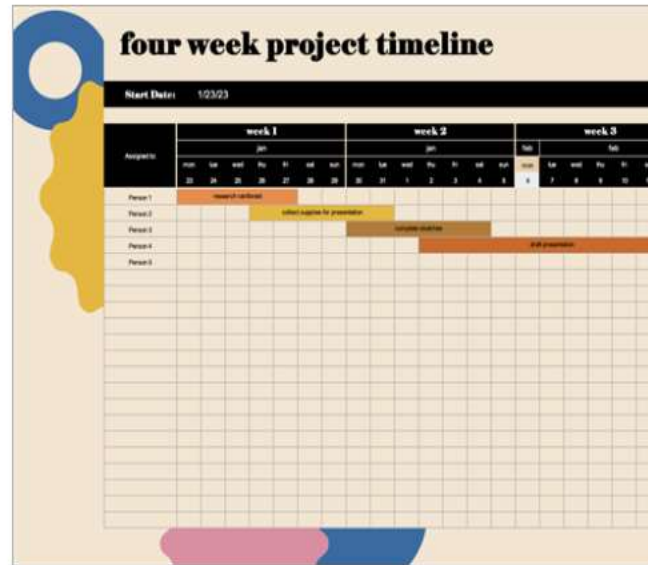 four week project timeline
Start Date: 1/23/23
week 1 week 2 week 3
Assigned to jan jan feb feb
mon tue wed thu fri sat sun mon tue wed thu fri sat sun mon tue wed thu fri
23 24 25 26 27 28 29 30 31 1 2 3 4 5 6 7 8 9 10
Person 1 research rainforest
Person 2 collect supplies for presentation
Person 3 complete sketches
Person 4 draft presentation
Person 5